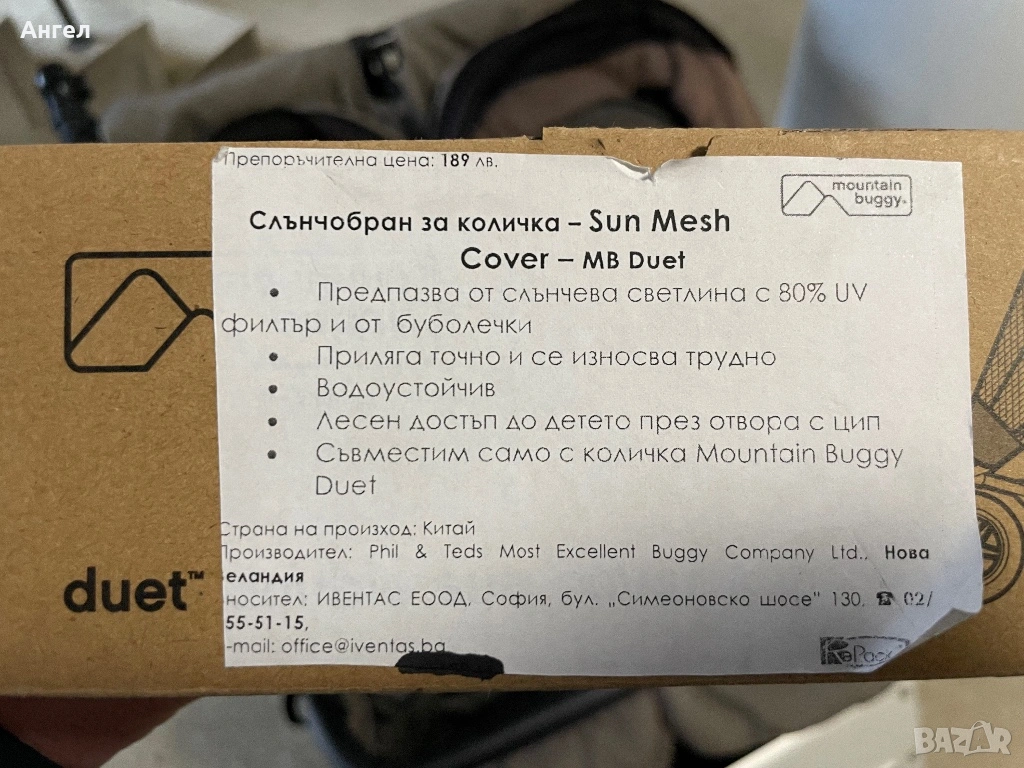 Ангел
Препоръчителна цена: 189 лв.
mountain
buggy.
Слънчобран за количка – Sun Mesh
Cover – MB Duet
• Предпазва от слънчева светлина с 80% UV
филтър и от буболечки
• Приляга точно и се износва трудно
• Водоустойчив
• Лесен достъп до детето през отвора с цип
• Съвместим само с количка Mountain Buggy
Duet
Страна на произход: Китай
Производител: Phil & Teds Most Excellent Buggy Company Ltd., Нова
еландия
носител: ИВЕНТАС ЕООД, София, бул. „Симеоновско шосе" 130, ☎ 02/
55-51-15,
-mail: office@iventas.bg
duet™
RePack
BAZAR